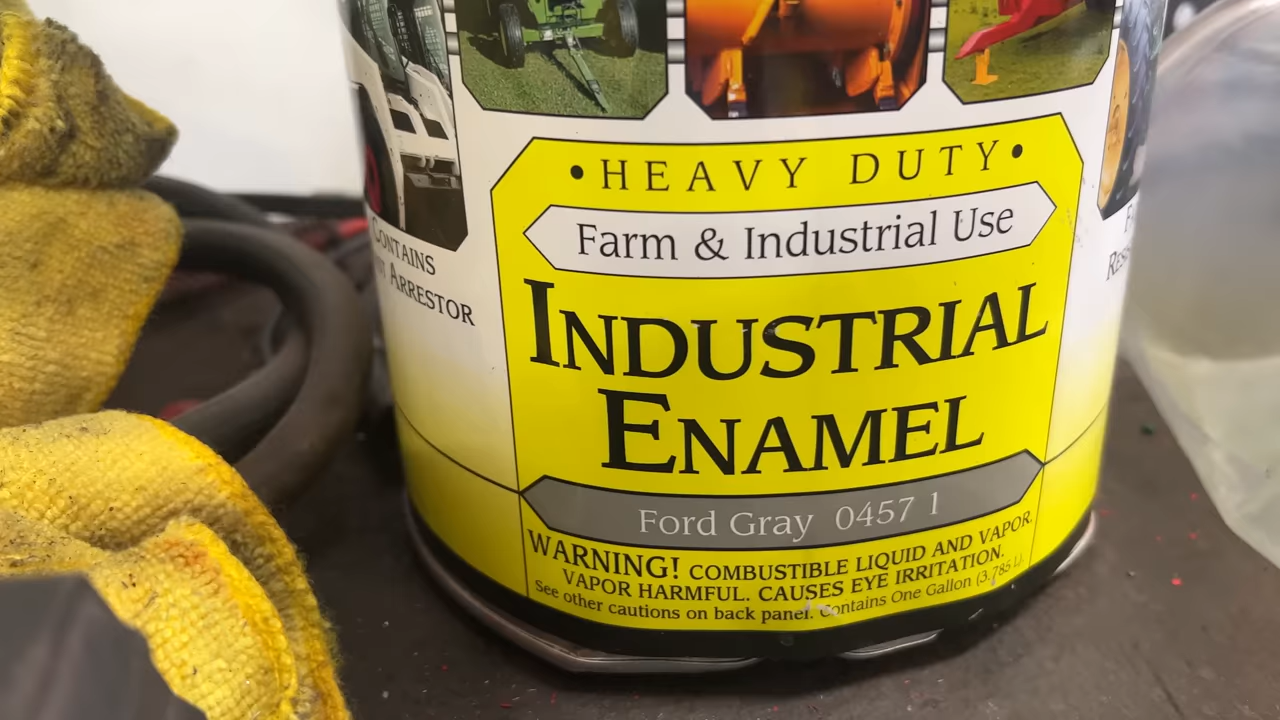 • HEAVY DUTY •
Farm & Industrial Use
CONTAINS
ARRESTOR
INDUSTRIAL
ENAMEL
Ford Gray 0457 1
WARNING! COMBUSTIBLE LIQUID AND VAPOR.
VAPOR HARMFUL. CAUSES EYE IRRITATION.
See other cautions on back panel. Contains One Gallon (3.785 L).